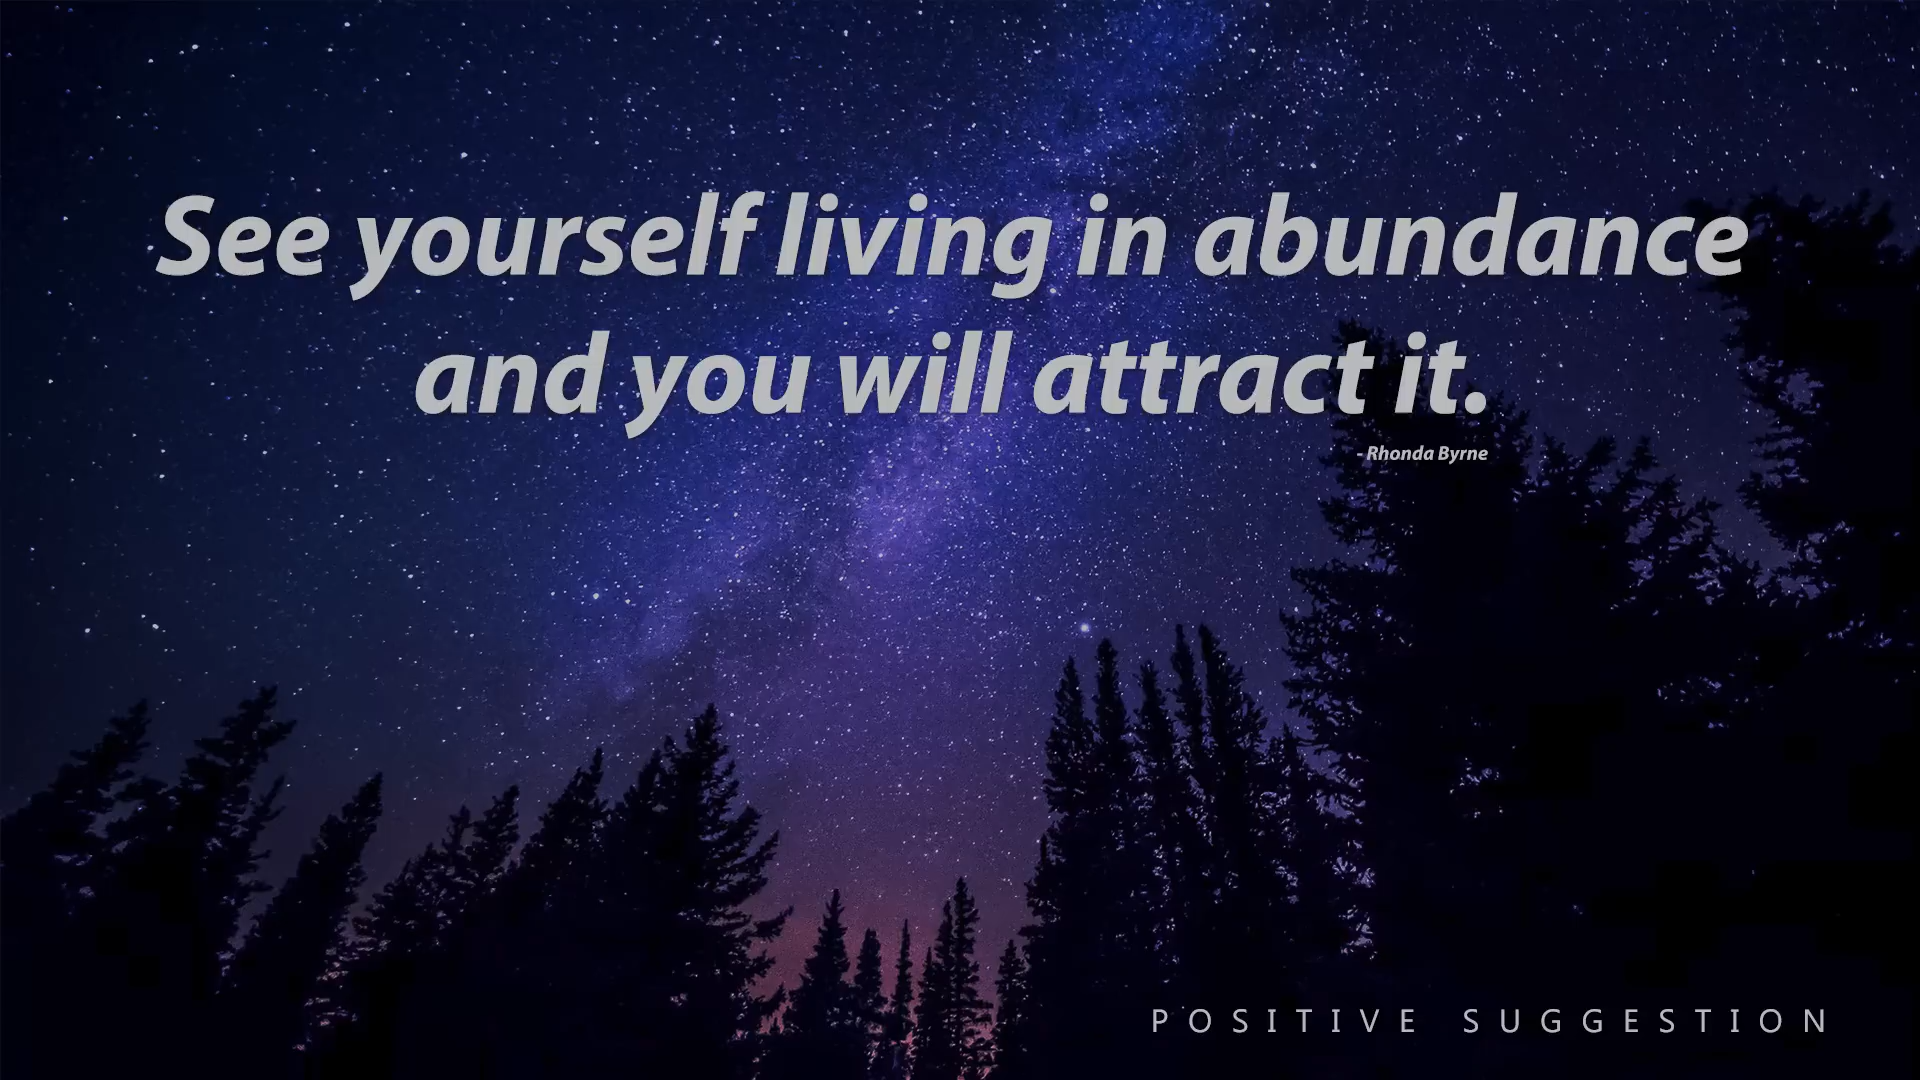 See yourself living in abundance
and you will attract it.
- Rhonda Byrne
POSITIVE SUGGESTION